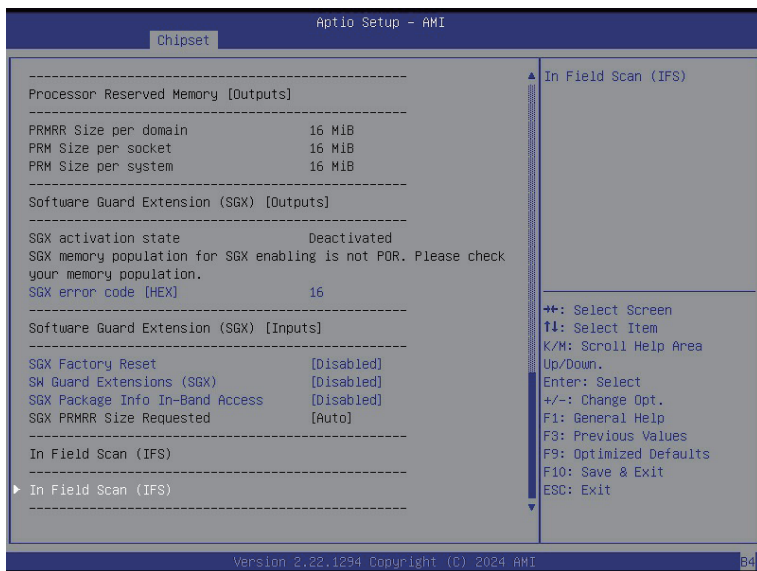 Aptio Setup - AMI
Chipset
Processor Reserved Memory [Outputs]
PRMRR Size per domain 16 MiB
PRM Size per socket 16 MiB
PRM Size per system 16 MiB
Software Guard Extension (SGX) [Outputs]
SGX activation state Deactivated
SGX memory population for SGX enabling is not POR. Please check
your memory population.
SGX error code [HEX] 16
Software Guard Extension (SGX) [Inputs]
SGX Factory Reset [Disabled]
SW Guard Extensions (SGX) [Disabled]
SGX Package Info In-Band Access [Disabled]
SGX PRMRR Size Requested [Auto]
In Field Scan (IFS)
In Field Scan (IFS)
In Field Scan (IFS)
→←: Select Screen
↑↓: Select Item
K/M: Scroll Help Area
Up/Down.
Enter: Select
+/-: Change Opt.
F1: General Help
F3: Previous Values
F9: Optimized Defaults
F10: Save & Exit
ESC: Exit
Version 2.22.1294 Copyright (C) 2024 AMI
B4